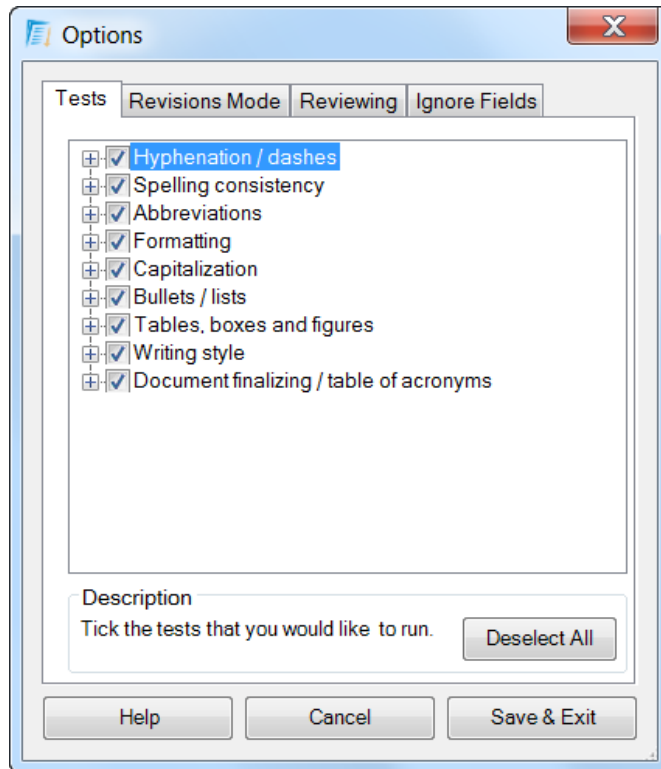 Options
Tests Revisions Mode Reviewing Ignore Fields
Hyphenation / dashes
Spelling consistency
Abbreviations
Formatting
Capitalization
Bullets / lists
Tables, boxes and figures
Writing style
Document finalizing / table of acronyms
Description
Tick the tests that you would like to run.
Deselect All
Help Cancel Save & Exit